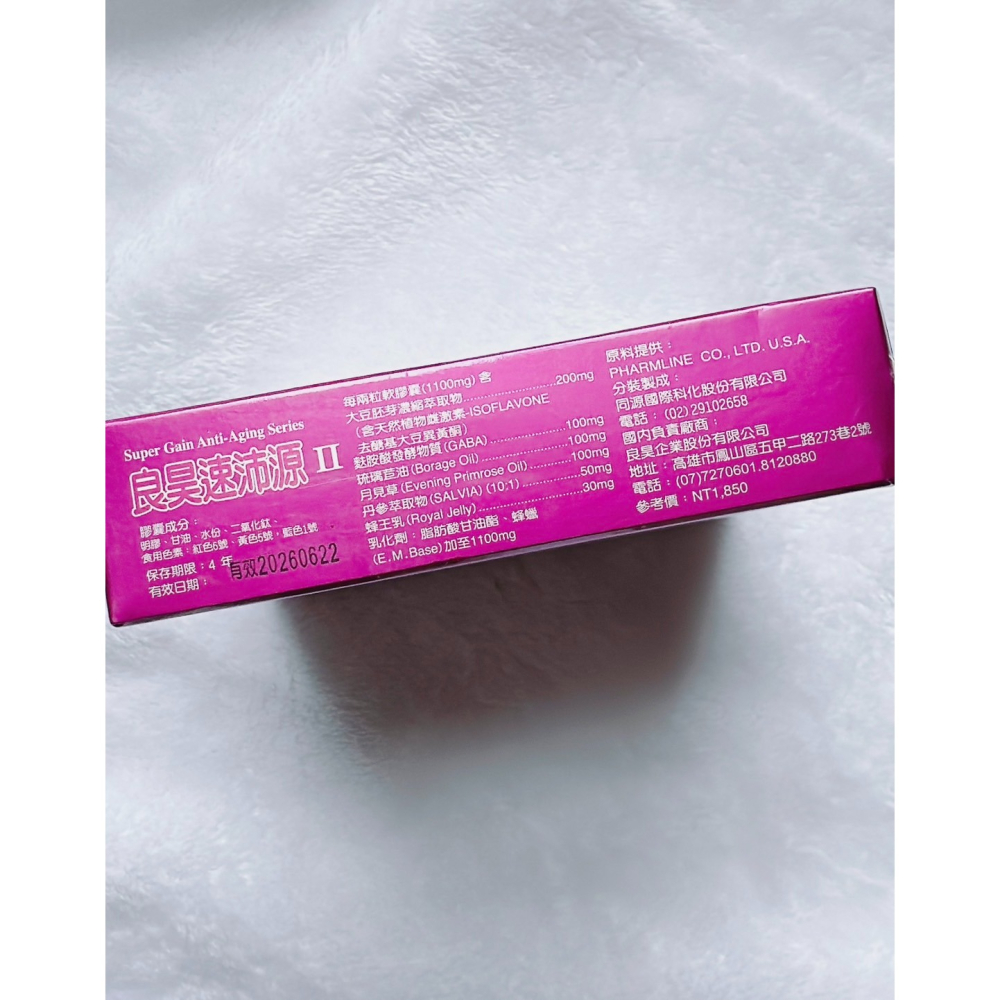 Super Gain Anti-Aging Series
良昊速沛源 II
膠囊成分：
明膠、甘油、水份、二氧化鈦、
食用色素：紅色6號、黃色5號，藍色1號
保存期限：4 年
有效日期：
有效20260622
每兩粒軟膠囊(1100mg) 含
大豆胚芽濃縮萃取物..................200mg
(含天然植物雌激素-ISOFLAVONE
去醣基大豆異黃酮)
麩胺酸發酵物質(GABA)..................100mg
琉璃苣油(Borage Oil)..................100mg
月見草(Evening Primrose Oil)..................100mg
丹參萃取物(SALVIA) (10:1)..................50mg
蜂王乳(Royal Jelly)..................30mg
乳化劑：脂肪酸甘油酯、蜂蠟
(E.M.Base)加至1100mg
原料提供：
PHARMLINE CO., LTD. U.S.A.
分裝製成：
同源國際科化股份有限公司
電話：(02)29102658
國內負責廠商：
良昊企業股份有限公司
地址：高雄市鳳山區五甲二路273巷2號
電話：(07)7270601.8120880
參考價：NT1,850